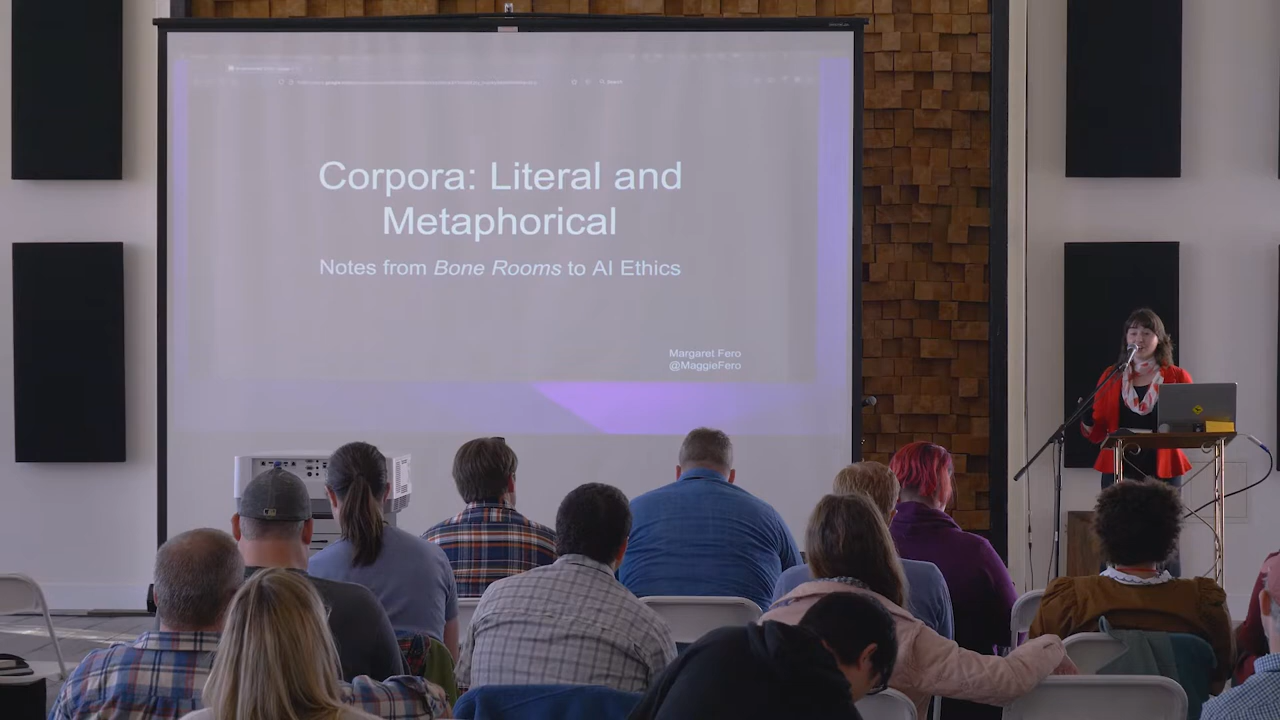 Corpora: Literal and
Metaphorical
Notes from Bone Rooms to AI Ethics
Margaret Fero
@MaggieFero